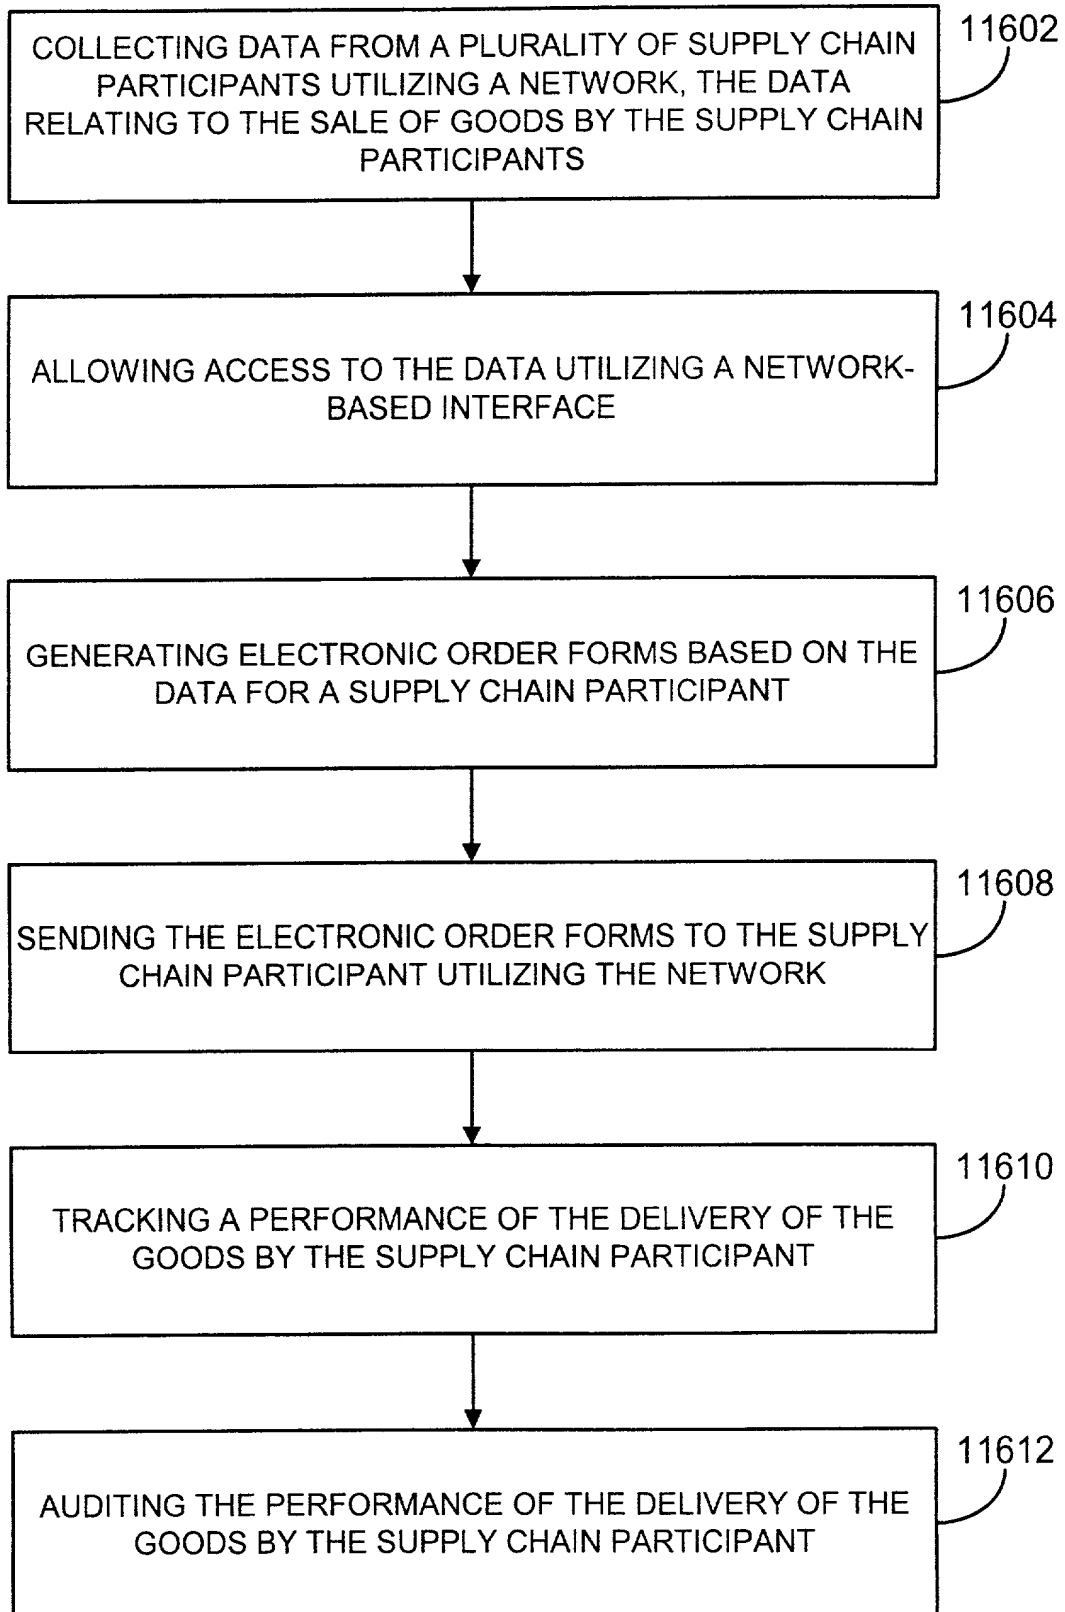 COLLECTING DATA FROM A PLURALITY OF SUPPLY CHAIN
PARTICIPANTS UTILIZING A NETWORK, THE DATA
RELATING TO THE SALE OF GOODS BY THE SUPPLY CHAIN
PARTICIPANTS
11602
ALLOWING ACCESS TO THE DATA UTILIZING A NETWORK-
BASED INTERFACE
11604
GENERATING ELECTRONIC ORDER FORMS BASED ON THE
DATA FOR A SUPPLY CHAIN PARTICIPANT
11606
SENDING THE ELECTRONIC ORDER FORMS TO THE SUPPLY
CHAIN PARTICIPANT UTILIZING THE NETWORK
11608
TRACKING A PERFORMANCE OF THE DELIVERY OF THE
GOODS BY THE SUPPLY CHAIN PARTICIPANT
11610
AUDITING THE PERFORMANCE OF THE DELIVERY OF THE
GOODS BY THE SUPPLY CHAIN PARTICIPANT
11612